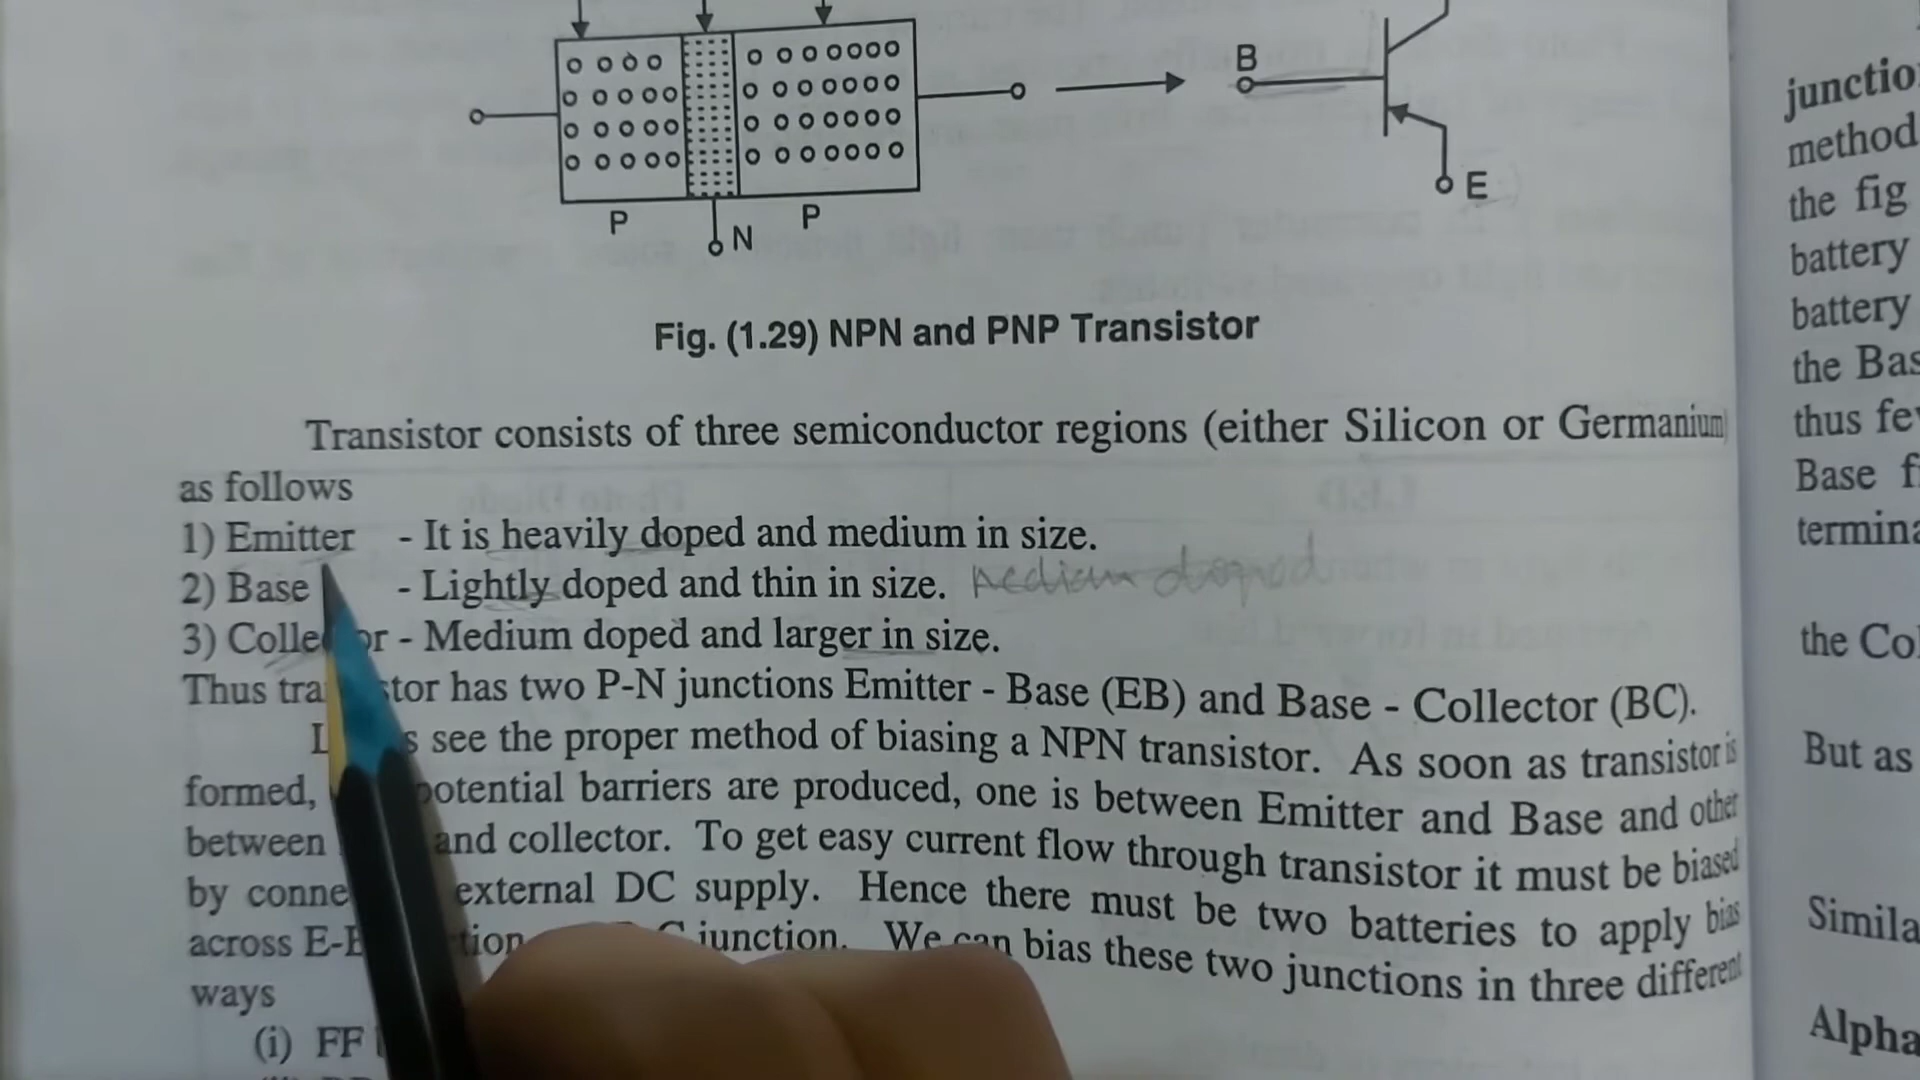 B
E
P
N
P
Fig. (1.29) NPN and PNP Transistor
Transistor consists of three semiconductor regions (either Silicon or Germanium)
as follows
1) Emitter - It is heavily doped and medium in size.
2) Base - Lightly doped and thin in size. medium doped
3) Collector - Medium doped and larger in size.
Thus transistor has two P-N junctions Emitter - Base (EB) and Base - Collector (BC).
see the proper method of biasing a NPN transistor. As soon as transistor is
formed, potential barriers are produced, one is between Emitter and Base and other
between and collector. To get easy current flow through transistor it must be biased
by external DC supply. Hence there must be two batteries to apply bias
across junction. We can bias these two junctions in three different
ways
(i) FF
junctio
method
the fig
battery
battery
the Bas
thus fe
Base f
termina
the Co
But as
Simila
Alpha